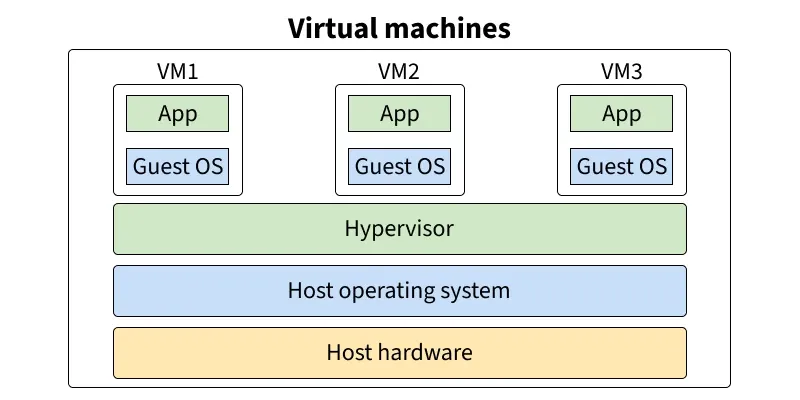 Virtual machines
VM1
VM2
VM3
App
App
App
Guest OS
Guest OS
Guest OS
Hypervisor
Host operating system
Host hardware